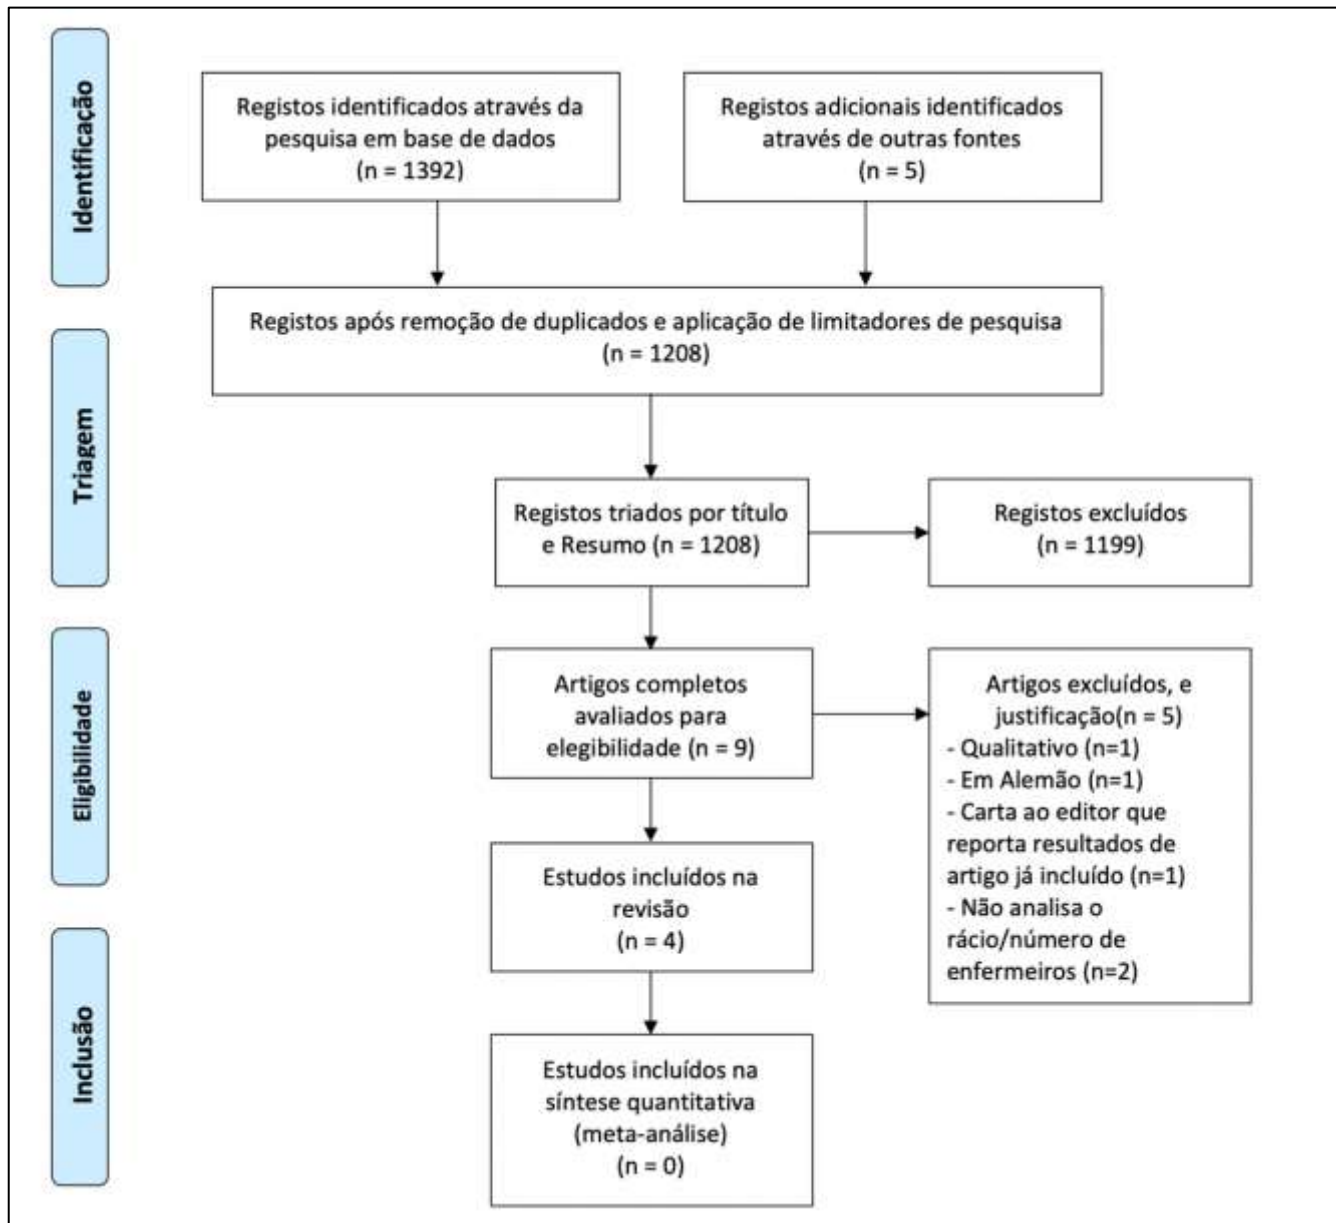 Identificação
Registos identificados através da
pesquisa em base de dados
(n = 1392)
Registos adicionais identificados
através de outras fontes
(n = 5)
Registos após remoção de duplicados e aplicação de limitadores de pesquisa
(n = 1208)
Triagem
Registos triados por título
e Resumo (n = 1208)
Registos excluídos
(n = 1199)
Eligibilidade
Artigos completos
avaliados para
elegibilidade (n = 9)
Artigos excluídos, e
justificação(n = 5)
- Qualitativo (n=1)
- Em Alemão (n=1)
- Carta ao editor que
reporta resultados de
artigo já incluído (n=1)
- Não analisa o
rácio/número de
enfermeiros (n=2)
Estudos incluídos na
revisão
(n = 4)
Inclusão
Estudos incluídos na
síntese quantitativa
(meta-análise)
(n = 0)